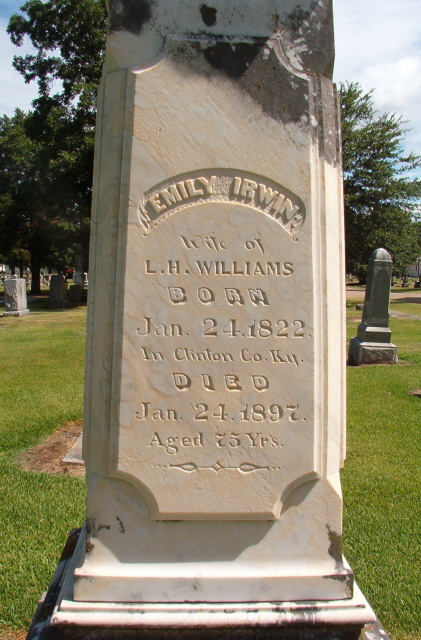 EMILY IRWIN
Wife of
L.H. WILLIAMS
BORN
Jan. 24. 1822.
In Clinton Co. Ky.
DIED
Jan. 24. 1897.
Aged 75 Yrs.